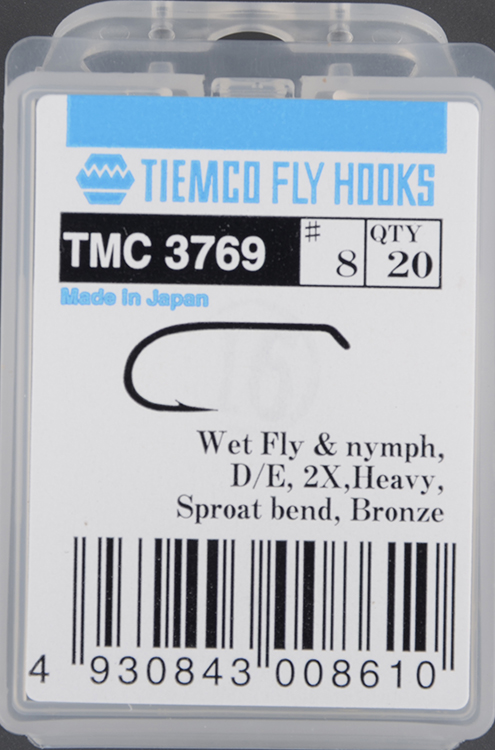 TIEMCO FLY HOOKS
TMC 3769 # 8 QTY 20
Made In Japan
Wet Fly & nymph,
D/E, 2X,Heavy,
Sproat bend, Bronze
4 930843 008610